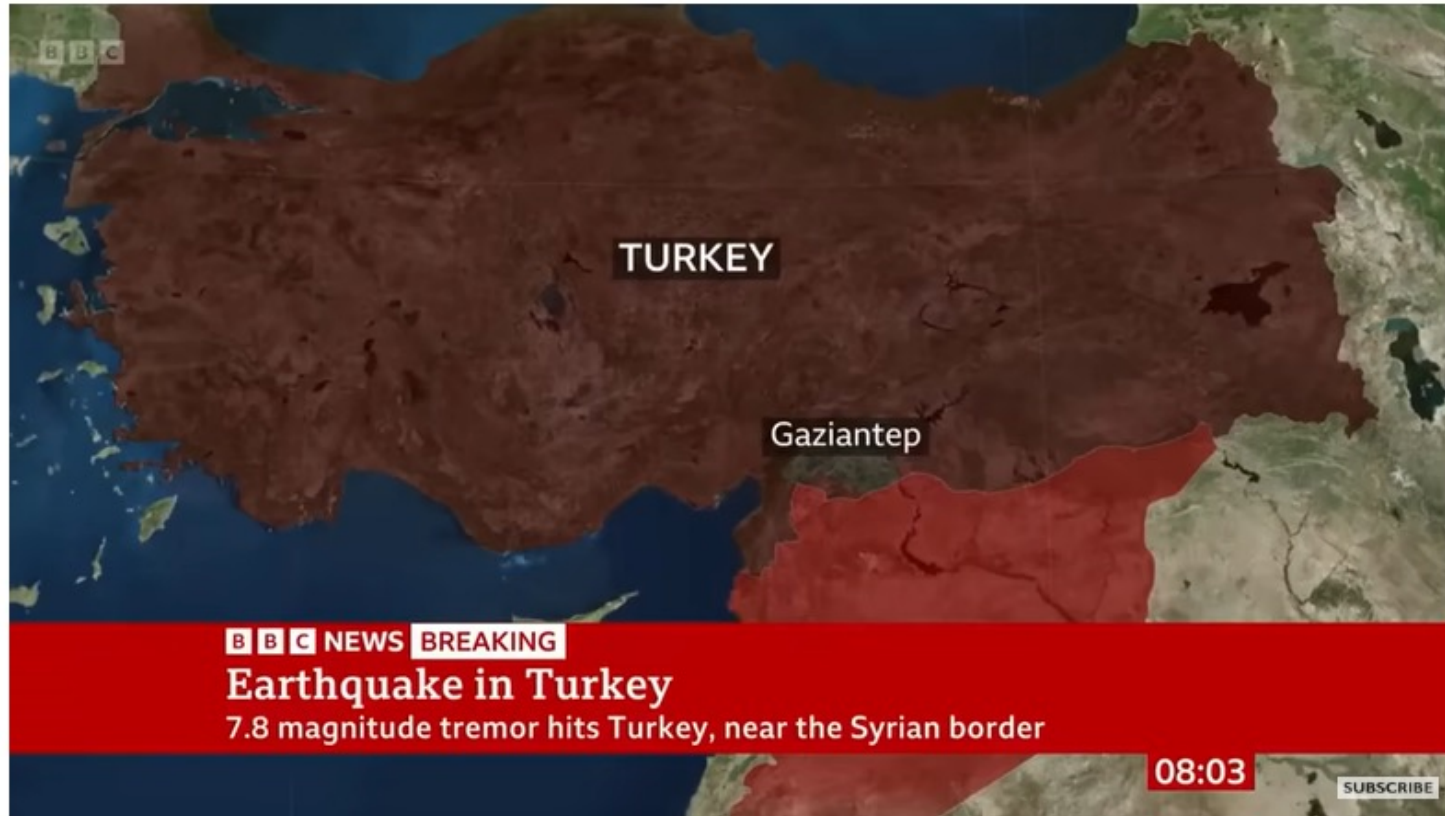 BBC
TURKEY
Gaziantep
BBC NEWS BREAKING
Earthquake in Turkey
7.8 magnitude tremor hits Turkey, near the Syrian border
08:03
SUBSCRIBE